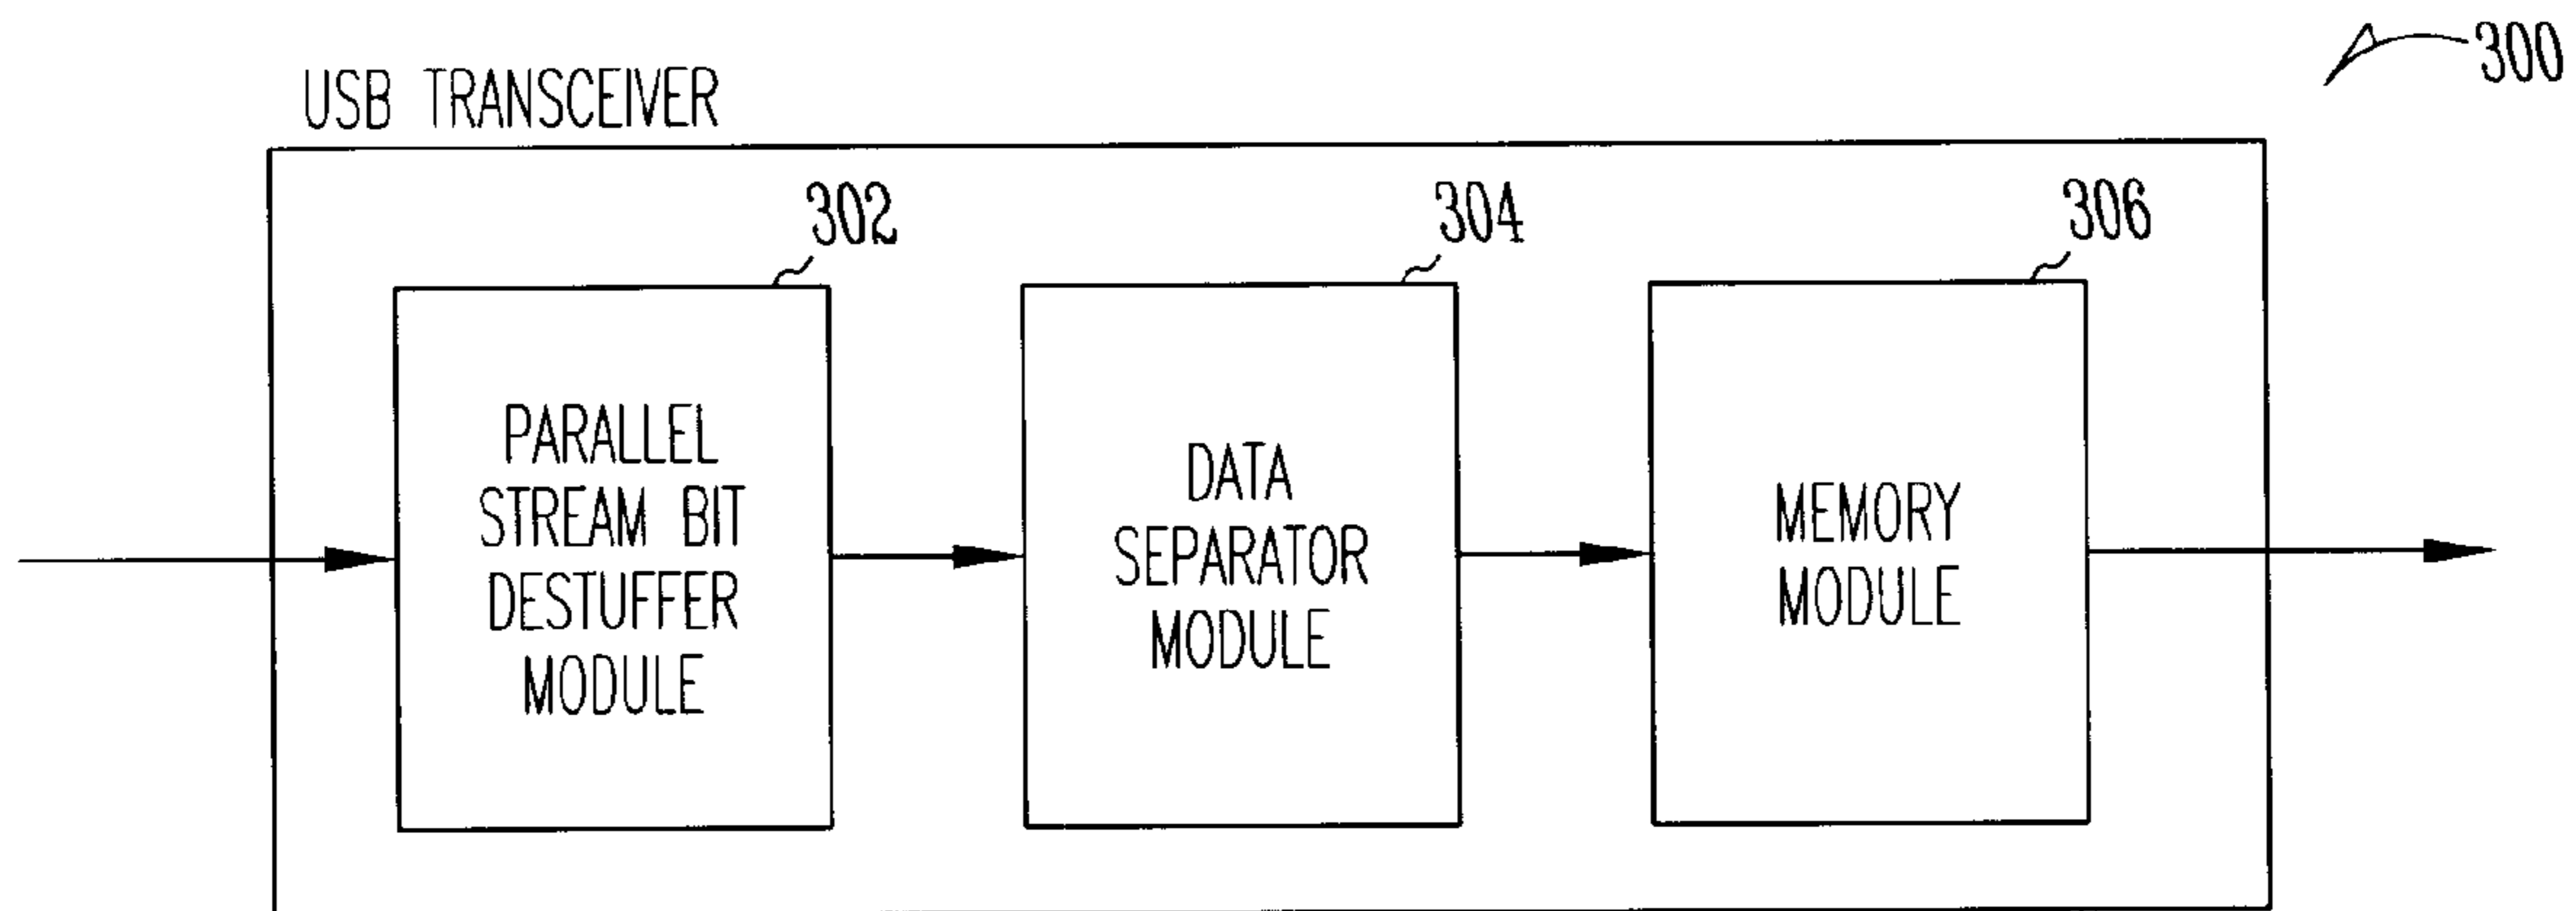 300
USB TRANSCEIVER
302
304
306
PARALLEL
STREAM BIT
DESTUFFER
MODULE
DATA
SEPARATOR
MODULE
MEMORY
MODULE